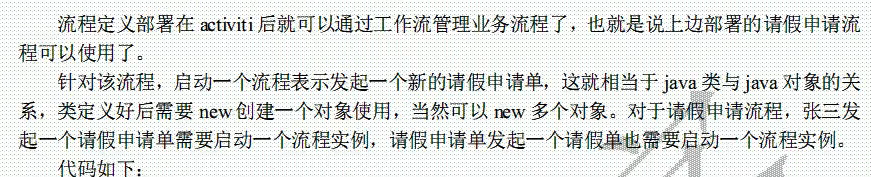 流程定义部署在 activiti 后就可以通过工作流管理业务流程了，也就是说上边部署的请假申请流
程可以使用了。
针对该流程，启动一个流程表示发起一个新的请假申请单，这就相当于 java 类与 java 对象的关
系，类定义好后需要 new 创建一个对象使用，当然可以 new 多个对象。对于请假申请流程，张三发
起一个请假申请单需要启动一个流程实例，请假申请单发起一个请假单也需要启动一个流程实例。
代码如下：